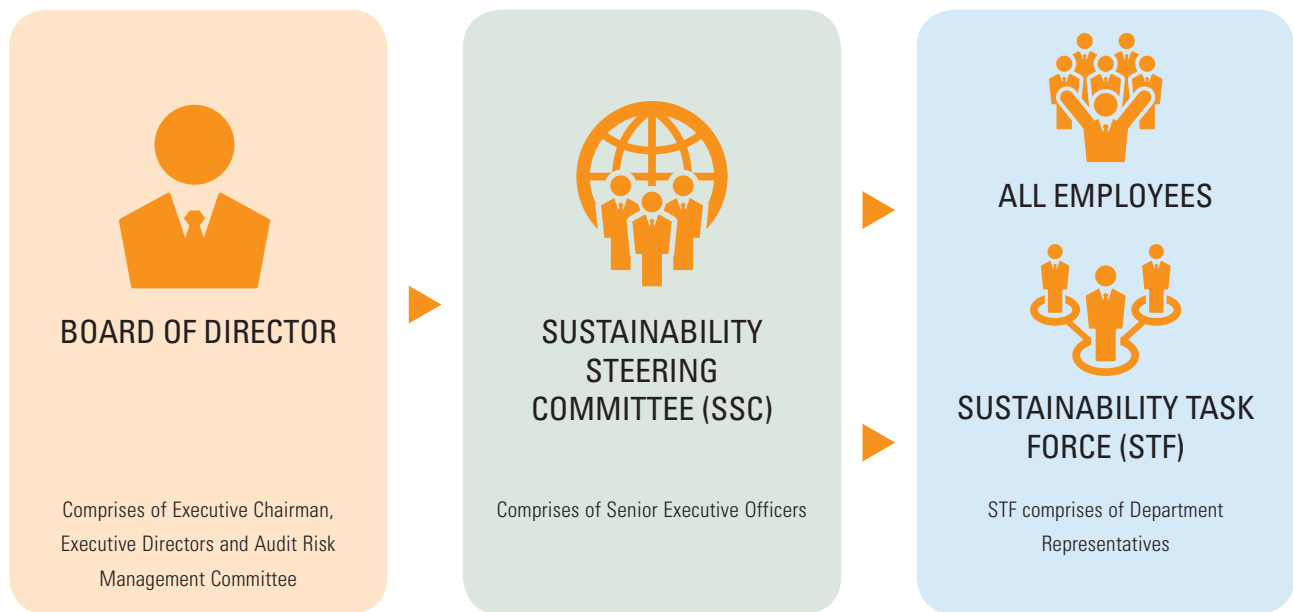 BOARD OF DIRECTOR
Comprises of Executive Chairman,
Executive Directors and Audit Risk
Management Committee
SUSTAINABILITY
STEERING
COMMITTEE (SSC)
Comprises of Senior Executive Officers
ALL EMPLOYEES
SUSTAINABILITY TASK
FORCE (STF)
STF comprises of Department
Representatives